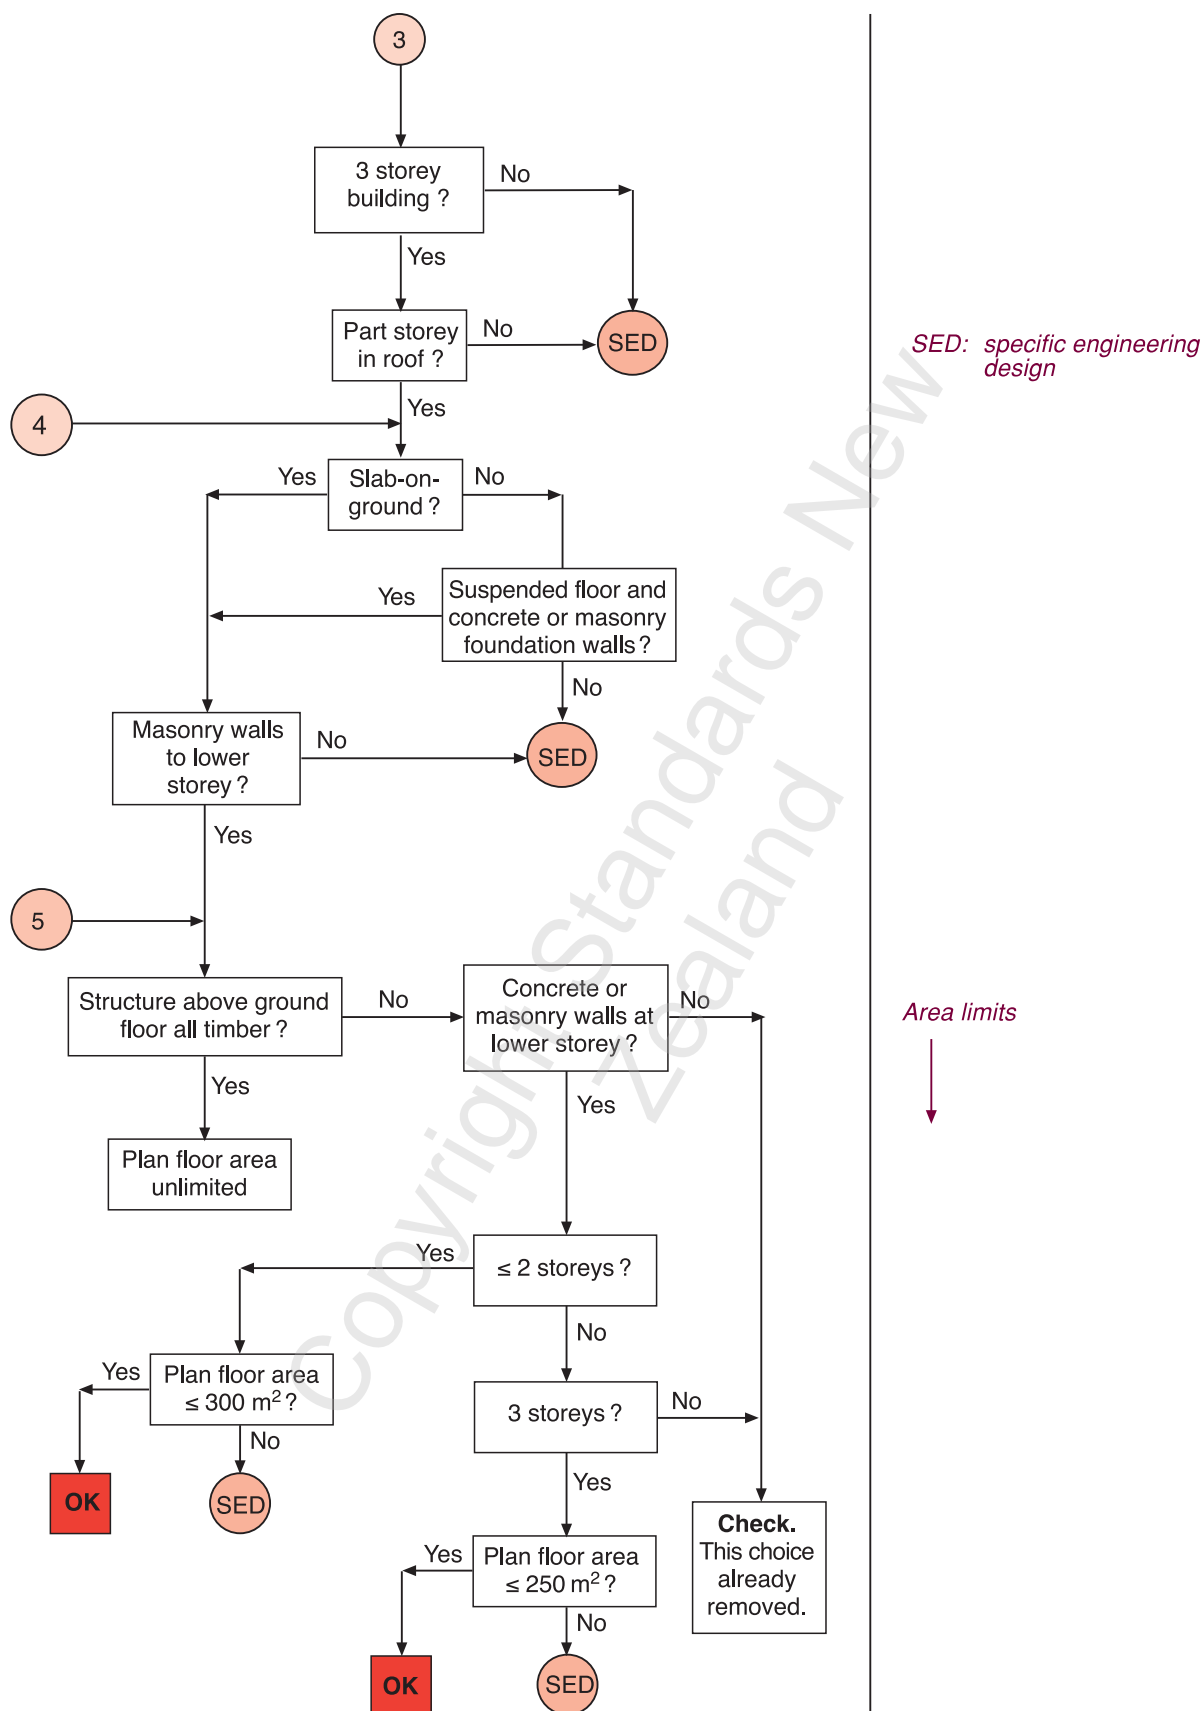 3
3 storey
building ?
No
Yes
Part storey
in roof ?
No
SED
SED: specific engineering
design
Yes
4
Slab-on-
ground ?
Yes
No
Suspended floor and
concrete or masonry
foundation walls ?
Yes
No
Masonry walls
to lower
storey ?
No
SED
Yes
5
Structure above ground
floor all timber ?
No
Concrete or
masonry walls at
lower storey ?
No
Area limits
Yes
Yes
Plan floor area
unlimited
≤ 2 storeys ?
Yes
No
Plan floor area
≤ 300 m² ?
Yes
No
OK
SED
3 storeys ?
No
Yes
Check.
This choice
already
removed.
Plan floor area
≤ 250 m² ?
Yes
No
OK
SED
Copyright Standards New
Zealand